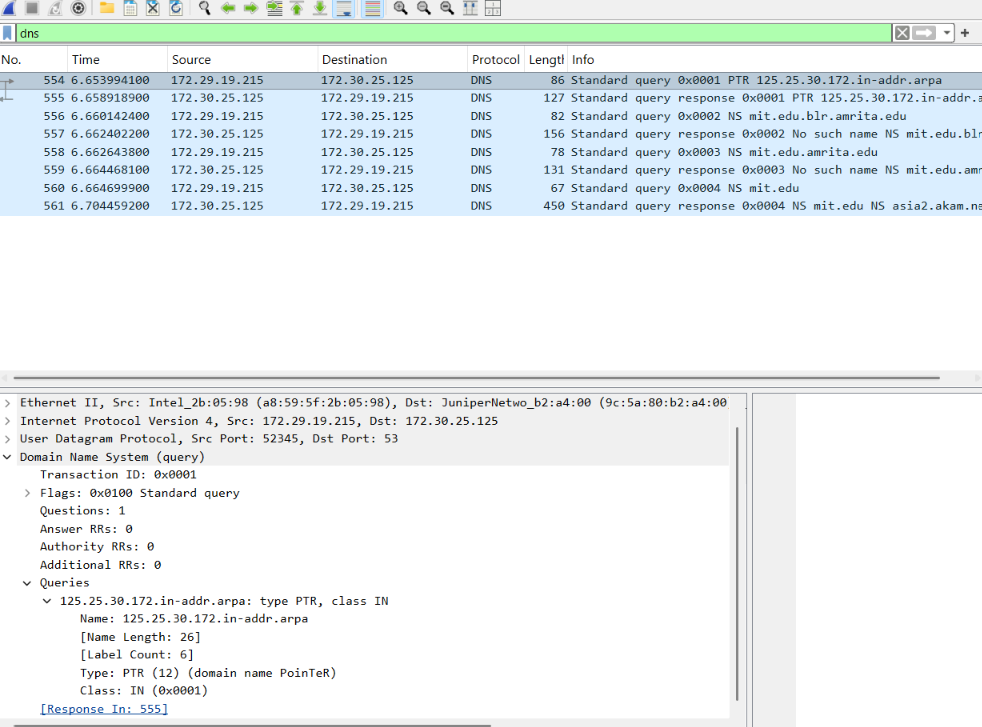 dns
No. Time Source Destination Protocol Length Info
554 6.653994100 172.29.19.215 172.30.25.125 DNS 86 Standard query 0x0001 PTR 125.25.30.172.in-addr.arpa
555 6.658918900 172.30.25.125 172.29.19.215 DNS 127 Standard query response 0x0001 PTR 125.25.30.172.in-addr.a
556 6.660142400 172.29.19.215 172.30.25.125 DNS 82 Standard query 0x0002 NS mit.edu.blr.amrita.edu
557 6.662402200 172.30.25.125 172.29.19.215 DNS 156 Standard query response 0x0002 No such name NS mit.edu.blr
558 6.662643800 172.29.19.215 172.30.25.125 DNS 78 Standard query 0x0003 NS mit.edu.amrita.edu
559 6.664468100 172.30.25.125 172.29.19.215 DNS 131 Standard query response 0x0003 No such name NS mit.edu.amr
560 6.664699900 172.29.19.215 172.30.25.125 DNS 67 Standard query 0x0004 NS mit.edu
561 6.704459200 172.30.25.125 172.29.19.215 DNS 450 Standard query response 0x0004 NS mit.edu NS asia2.akam.ne
Ethernet II, Src: Intel_2b:05:98 (a8:59:5f:2b:05:98), Dst: JuniperNetwo_b2:a4:00 (9c:5a:80:b2:a4:00
Internet Protocol Version 4, Src: 172.29.19.215, Dst: 172.30.25.125
User Datagram Protocol, Src Port: 52345, Dst Port: 53
Domain Name System (query)
Transaction ID: 0x0001
Flags: 0x0100 Standard query
Questions: 1
Answer RRs: 0
Authority RRs: 0
Additional RRs: 0
Queries
125.25.30.172.in-addr.arpa: type PTR, class IN
Name: 125.25.30.172.in-addr.arpa
[Name Length: 26]
[Label Count: 6]
Type: PTR (12) (domain name PoinTeR)
Class: IN (0x0001)
[Response In: 555]